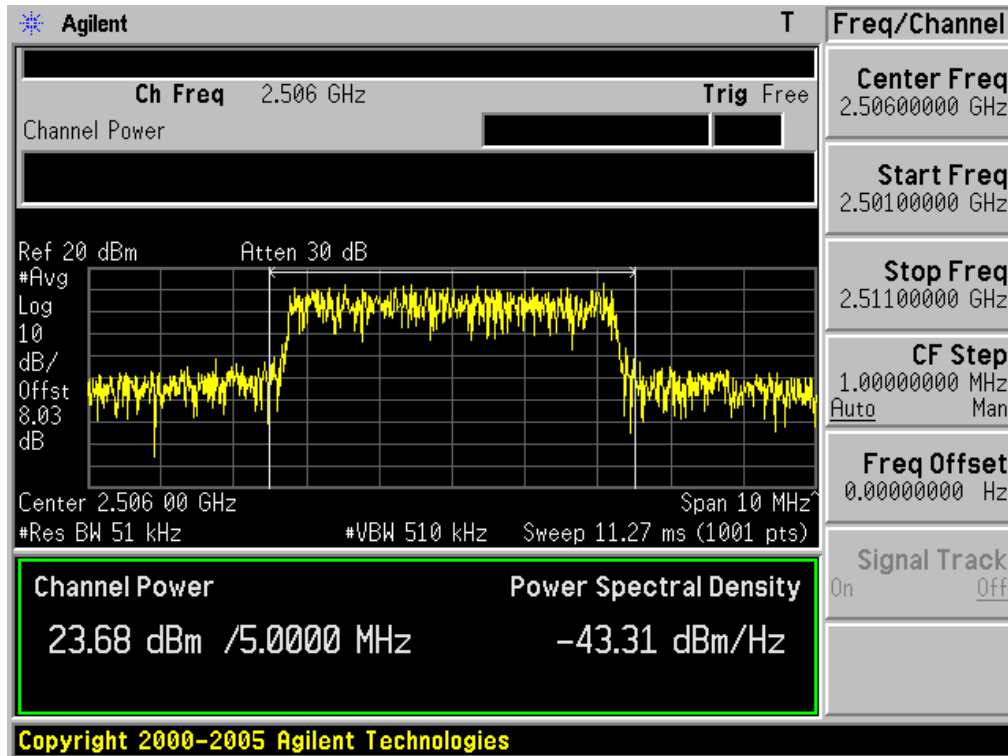 Agilent T Freq/Channel
Ch Freq 2.506 GHz Trig Free
Channel Power
Center Freq
2.50600000 GHz
Start Freq
2.50100000 GHz
Stop Freq
2.51100000 GHz
CF Step
1.00000000 MHz
Auto Man
Freq Offset
0.00000000 Hz
Signal Track
On Off
Ref 20 dBm Atten 30 dB
#Avg
Log
10
dB/
Offst
8.03
dB
Center 2.506 00 GHz Span 10 MHz^
#Res BW 51 kHz #VBW 510 kHz Sweep 11.27 ms (1001 pts)
Channel Power Power Spectral Density
23.68 dBm /5.0000 MHz -43.31 dBm/Hz
Copyright 2000-2005 Agilent Technologies